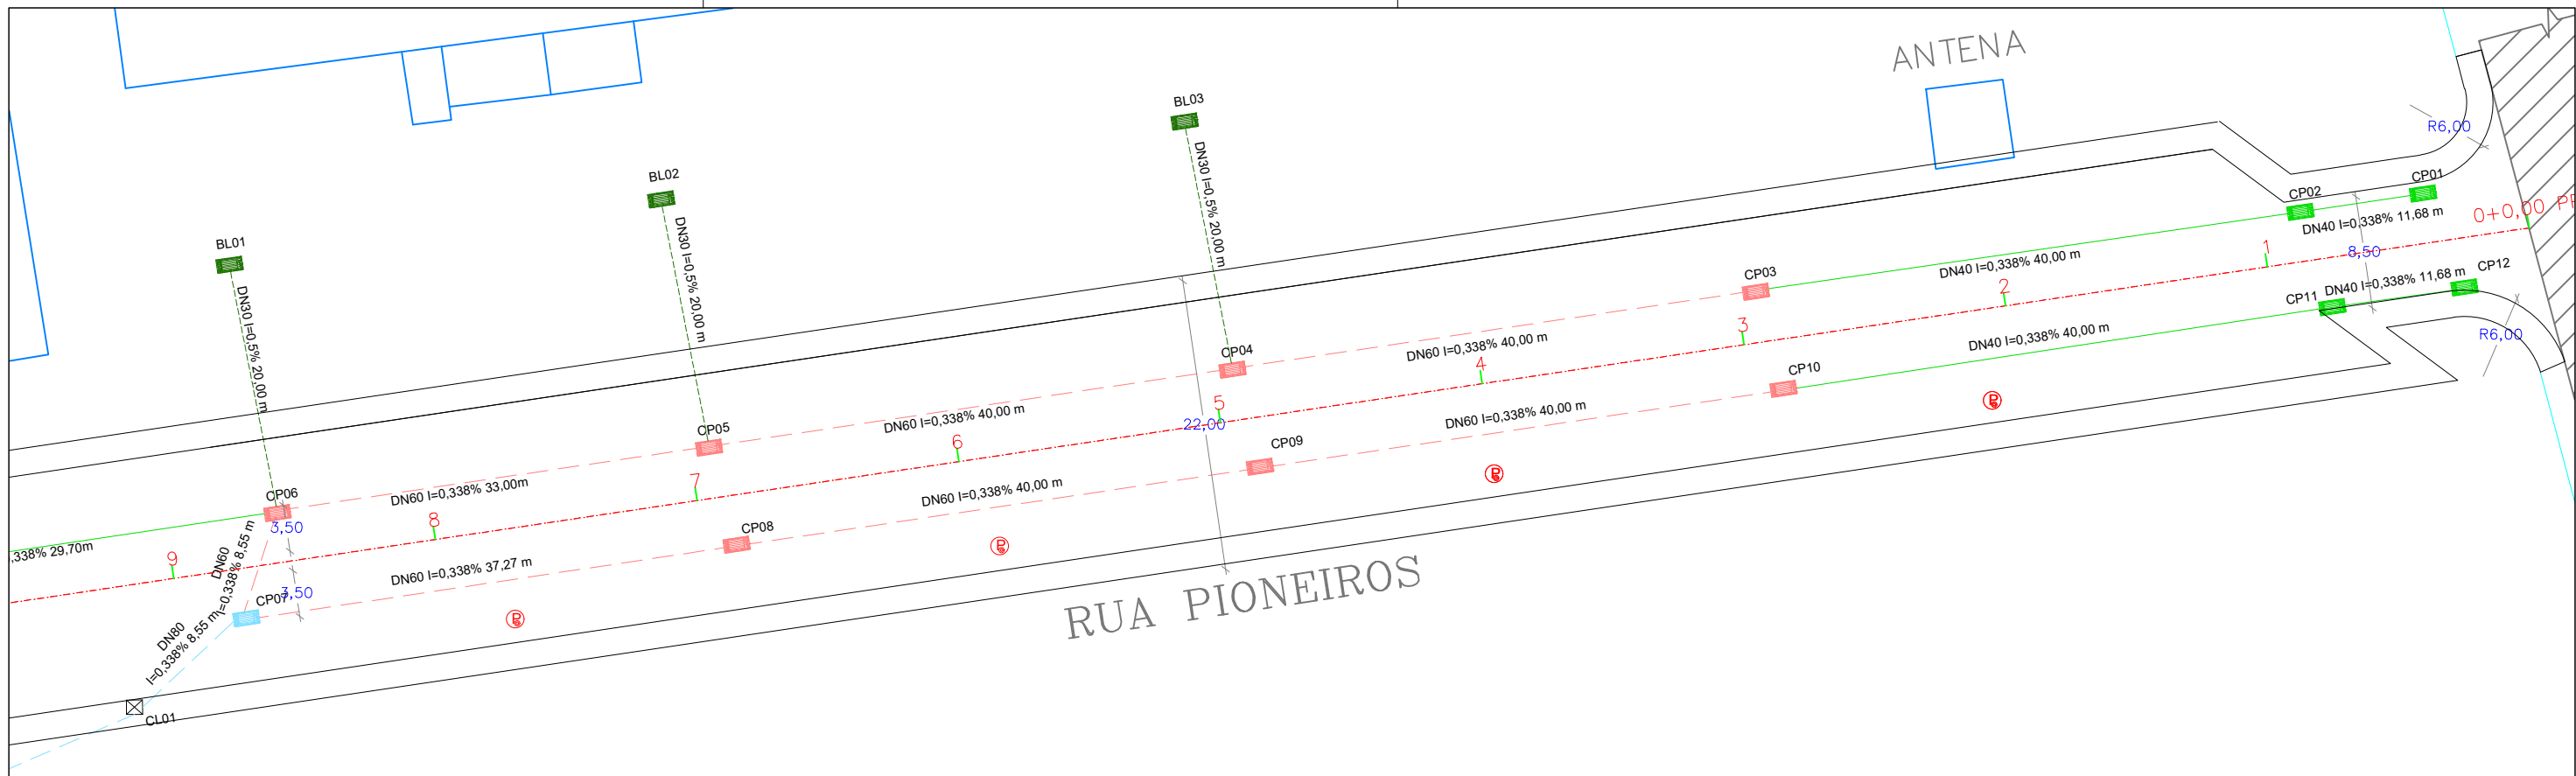 ANTENA
BL03
R6,00
BL02
CP01
CP02
0+0,00 P
DN40 I=0,338% 11,68 m
BL01
DN30 I=0,5% 20,00 m
1
8,50
CP12
CP03
DN40 I=0,338% 40,00 m
DN40 I=0,338% 11,68 m
2
CP11
DN30 I=0,5% 20,00 m
3
R6,00
DN30 I=0,5% 20,00 m
CP04
DN60 I=0,338% 40,00 m
DN40 I=0,338% 40,00 m
4
CP10
5
DN60 I=0,338% 40,00 m
22,00
DN60 I=0,338% 40,00 m
CP05
6
CP09
7
CP06
DN60 I=0,338% 33,00m
DN60 I=0,338% 40,00 m
8
3,50
CP08
,338% 29,70m
9
DN60
I=0,338% 8,55 m
DN60 I=0,338% 37,27 m
3,50
CP07
RUA PIONEIROS
DN80
I=0,338% 8,55 m
CL01